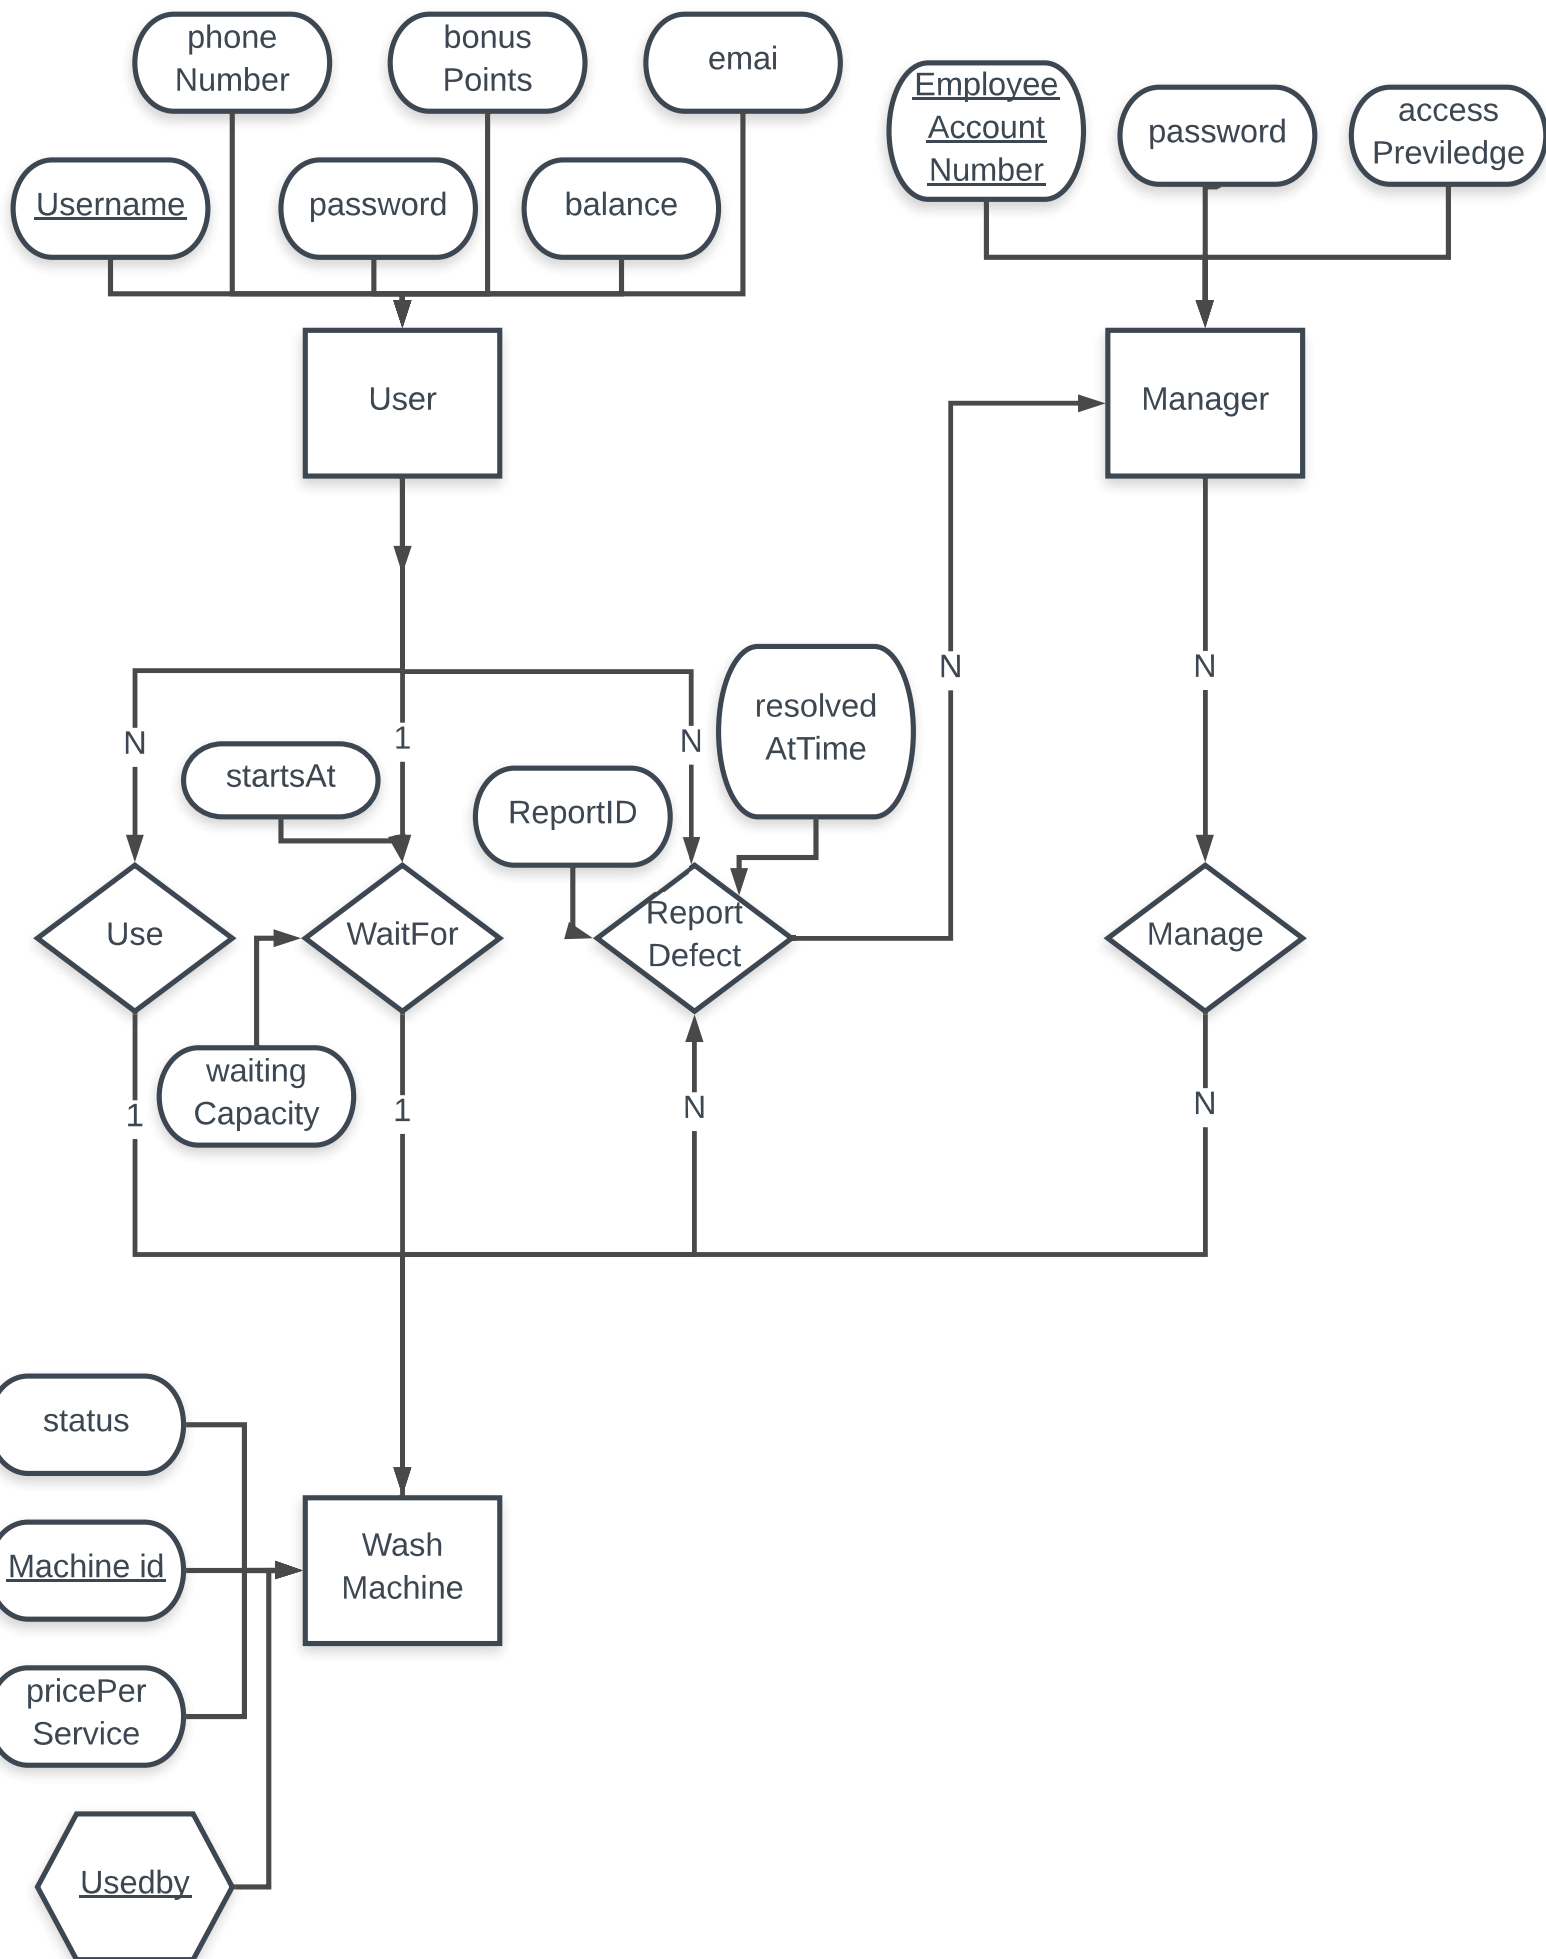 phone
Number
bonus
Points
emai
Employee
Account
Number
password
access
Previledge
Username
password
balance
User
Manager
N
1
N
N
N
startsAt
ReportID
resolved
AtTime
Use
WaitFor
Report
Defect
Manage
waiting
Capacity
1
1
N
N
status
Machine id
pricePer
Service
Wash
Machine
Usedby